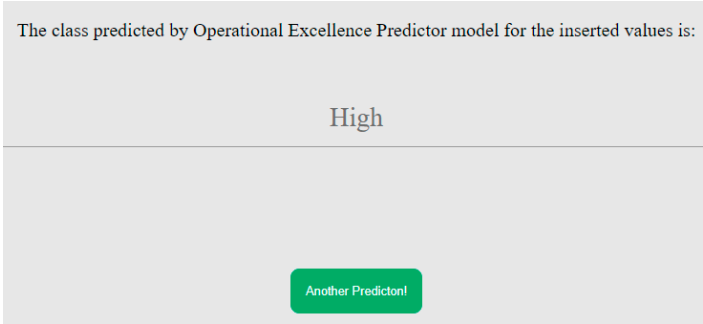 The class predicted by Operational Excellence Predictor model for the inserted values is:
High
Another Predicton!